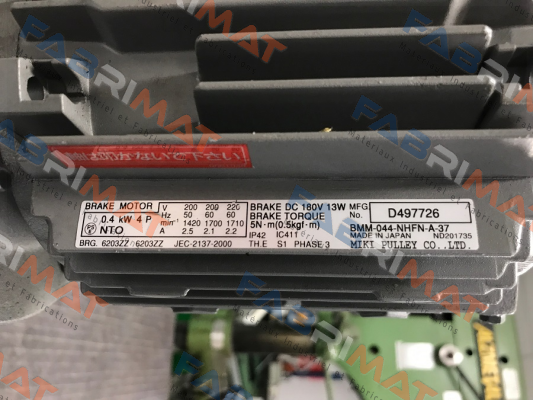 FABRIMAT
BRAKE MOTOR
0.4 kW 4 P
NTO
V 200 200 220
Hz 50 60 60
min⁻¹ 1420 1700 1710
A 2.5 2.1 2.2
BRAKE DC 180V 13W
BRAKE TORQUE
5N·m(0.5kgf·m)
IP42 IC411
MFG No. D497726
BMM-044-NHFN-A-37
MADE IN JAPAN ND201735
MIKI PULLEY CO.,LTD.
BRG. 6203ZZ 6203ZZ JEC-2137-2000 TH.E S1 PHASE 3